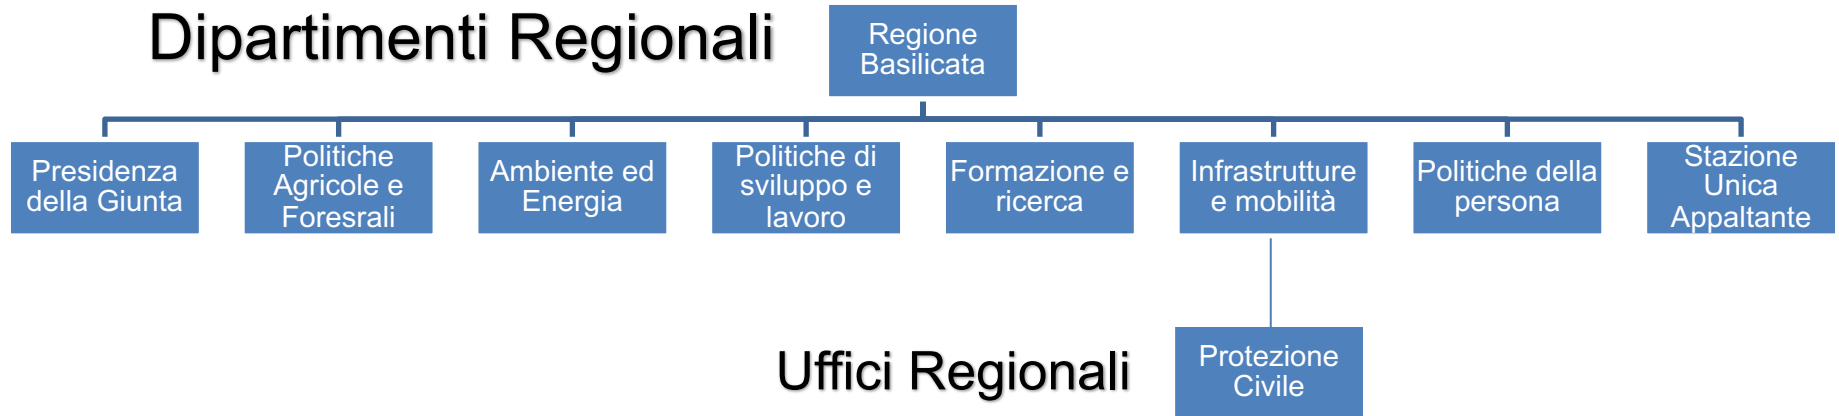 Dipartimenti Regionali
Regione
Basilicata
Presidenza
della Giunta
Politiche
Agricole e
Foresrali
Ambiente ed
Energia
Politiche di
sviluppo e
lavoro
Formazione e
ricerca
Infrastrutture
e mobilità
Politiche della
persona
Stazione
Unica
Appaltante
Uffici Regionali
Protezione
Civile